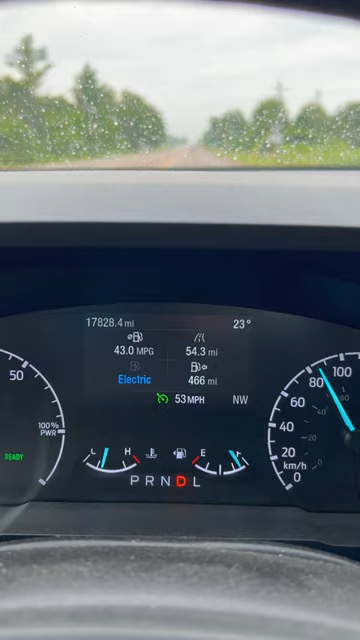 17828.4 mi 23°
43.0 MPG 54.3 mi
Electric 466 mi
53 MPH NW
50
100%
PWR
READY
L H E F
P R N D L
100
80
60
40
20
0
km/h
60
40
20
0